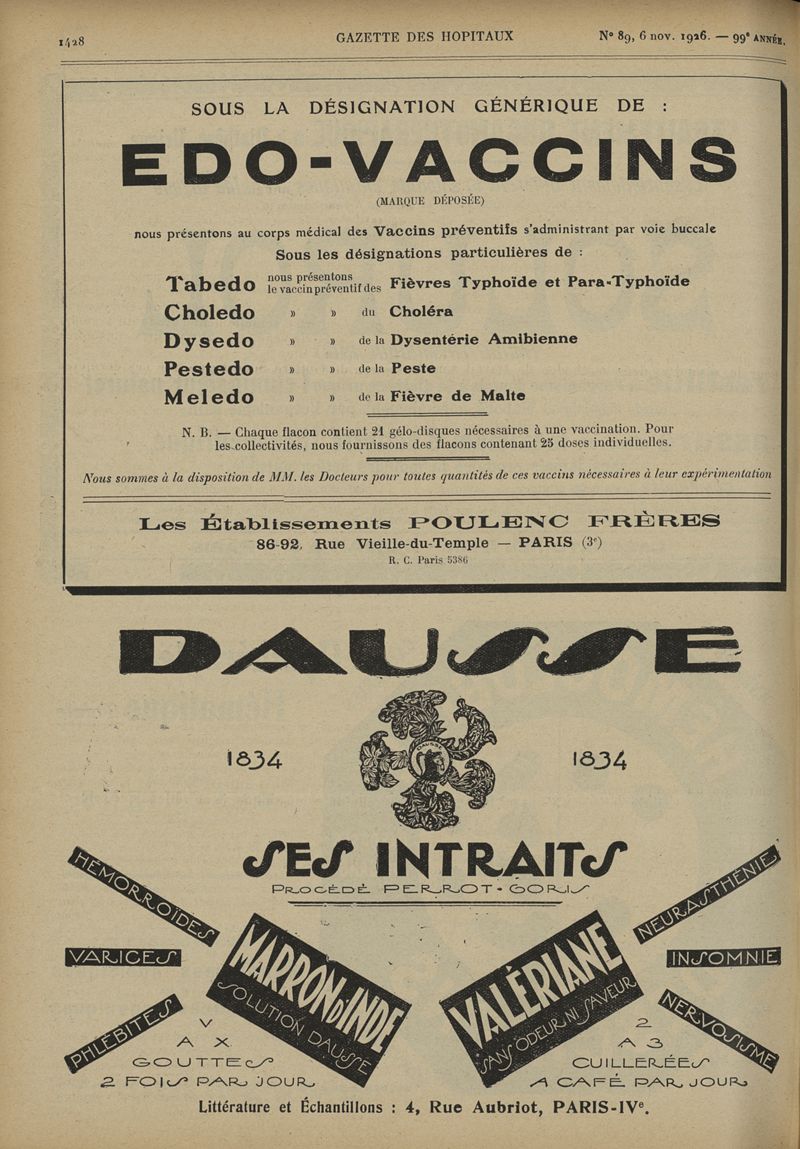 1428
GAZETTE DES HOPITAUX
N° 89, 6 nov. 1926. — 99e ANNÉE.
SOUS LA DÉSIGNATION GÉNÉRIQUE DE :
EDO-VACCINS
(MARQUE DÉPOSÉE)
nous présentons au corps médical des Vaccins préventifs s'administrant par voie buccale
Sous les désignations particulières de :
Tabedo nous présentons le vaccin préventif des Fièvres Typhoïde et Para-Typhoïde
Choledo » » du Choléra
Dysedo » » de la Dysentérie Amibienne
Pestedo » » de la Peste
Meledo » » de la Fièvre de Malte
N. B. — Chaque flacon contient 21 gélo-disques nécessaires à une vaccination. Pour
les collectivités, nous fournissons des flacons contenant 25 doses individuelles.
Nous sommes à la disposition de MM. les Docteurs pour toutes quantités de ces vaccins nécessaires à leur expérimentation
Les Établissements POULENC FRÈRES
86-92, Rue Vieille-du-Temple — PARIS (3e)
R. C. Paris 5386
DAUSSE
1834
DAUSSE
1834
SES INTRAITS
PROCÉDÉ PERROT-GORIS
HÉMORROÏDES
VARICES
PHLÉBITES
MARRON D'INDE
SOLUTION DAUSSE
V
A X
GOUTTES
2 FOIS PAR JOUR
VALÉRIANE
SANS ODEUR NI SAVEUR
NEURASTHÉNIE
INSOMNIE
NERVOSISME
2
A 3
CUILLERÉES
A CAFÉ PAR JOUR
Littérature et Échantillons : 4, Rue Aubriot, PARIS-IVe.